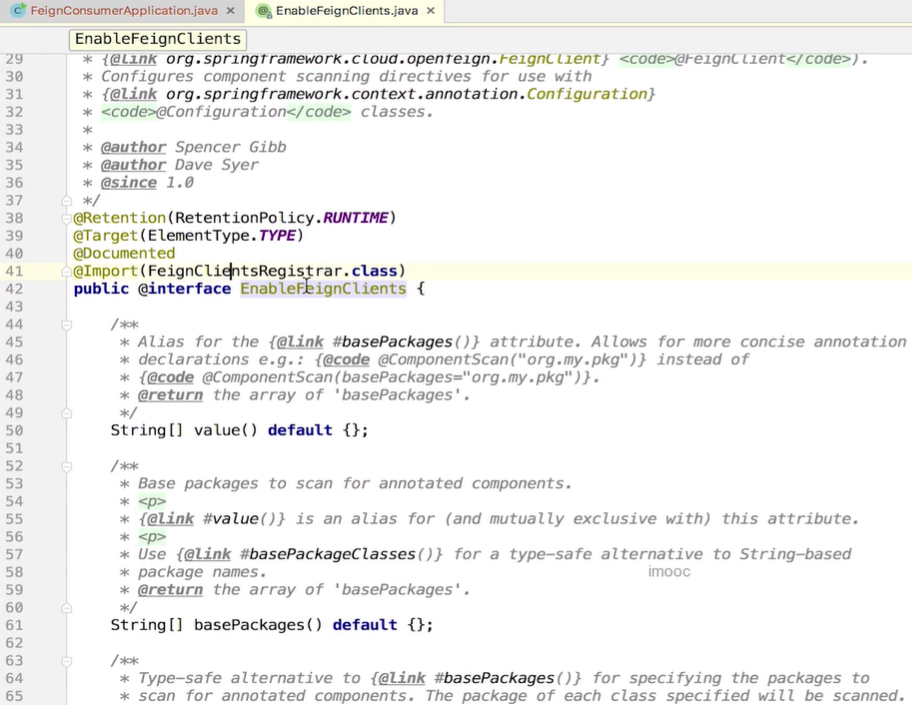 FeignConsumerApplication.java × EnableFeignClients.java ×
EnableFeignClients
29 * {@link org.springframework.cloud.openfeign.FeignClient} <code>@FeignClient</code>).
30 * Configures component scanning directives for use with
31 * {@link org.springframework.context.annotation.Configuration}
32 * <code>@Configuration</code> classes.
33 *
34 * @author Spencer Gibb
35 * @author Dave Syer
36 * @since 1.0
37 */
38 @Retention(RetentionPolicy.RUNTIME)
39 @Target(ElementType.TYPE)
40 @Documented
41 @Import(FeignClientsRegistrar.class)
42 public @interface EnableFeignClients {
43
44 /**
45 * Alias for the {@link #basePackages()} attribute. Allows for more concise annotation
46 * declarations e.g.: {@code @ComponentScan("org.my.pkg")} instead of
47 * {@code @ComponentScan(basePackages="org.my.pkg")}.
48 * @return the array of 'basePackages'.
49 */
50 String[] value() default {};
51
52 /**
53 * Base packages to scan for annotated components.
54 * <p>
55 * {@link #value()} is an alias for (and mutually exclusive with) this attribute.
56 * <p>
57 * Use {@link #basePackageClasses()} for a type-safe alternative to String-based
58 * package names.
imooc
59 * @return the array of 'basePackages'.
60 */
61 String[] basePackages() default {};
62
63 /**
64 * Type-safe alternative to {@link #basePackages()} for specifying the packages to
65 * scan for annotated components. The package of each class specified will be scanned.